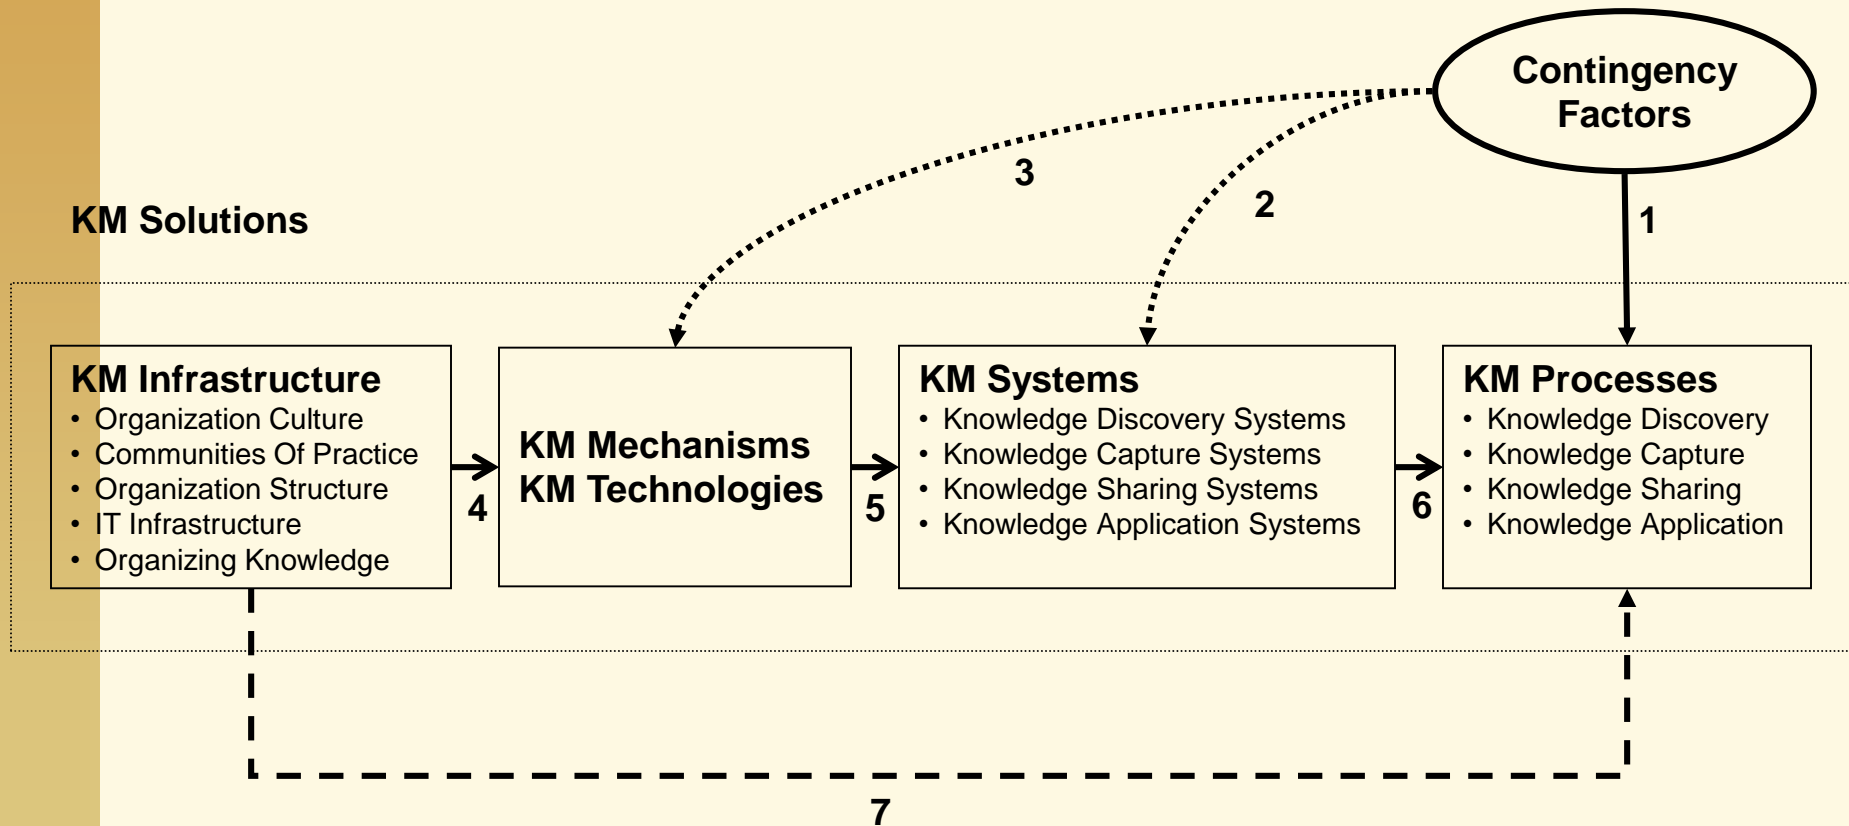 Contingency
Factors
3
2
1
KM Solutions
KM Infrastructure
• Organization Culture
• Communities Of Practice
• Organization Structure
• IT Infrastructure
• Organizing Knowledge
4
KM Mechanisms
KM Technologies
5
KM Systems
• Knowledge Discovery Systems
• Knowledge Capture Systems
• Knowledge Sharing Systems
• Knowledge Application Systems
6
KM Processes
• Knowledge Discovery
• Knowledge Capture
• Knowledge Sharing
• Knowledge Application
7